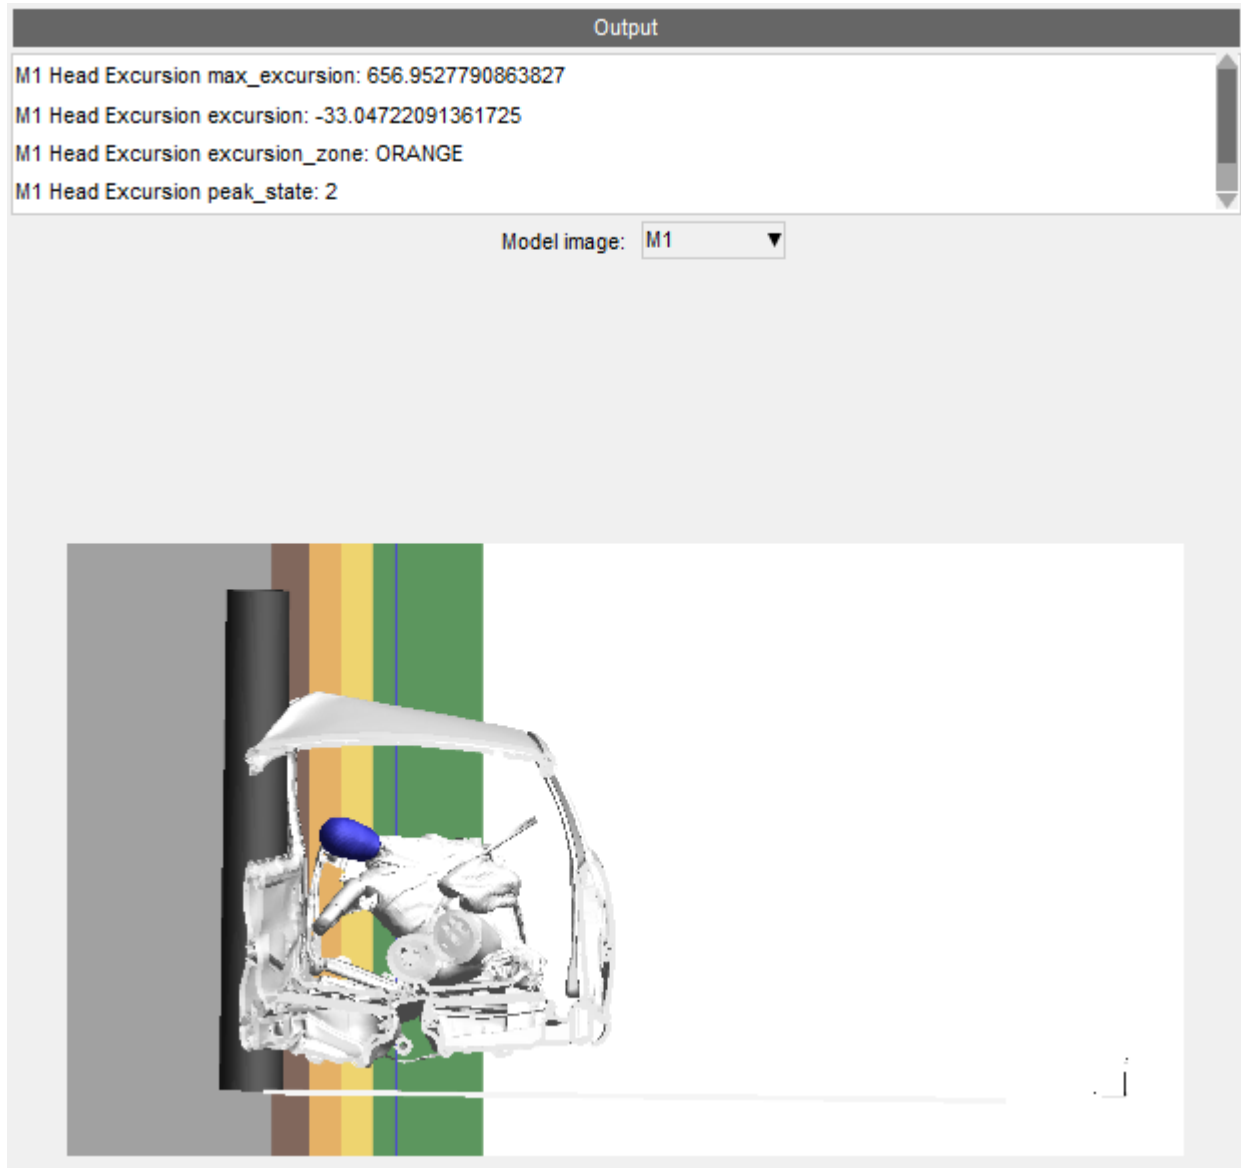 Output
M1 Head Excursion max_excursion: 656.9527790863827
M1 Head Excursion excursion: -33.04722091361725
M1 Head Excursion excursion_zone: ORANGE
M1 Head Excursion peak_state: 2
Model image: M1